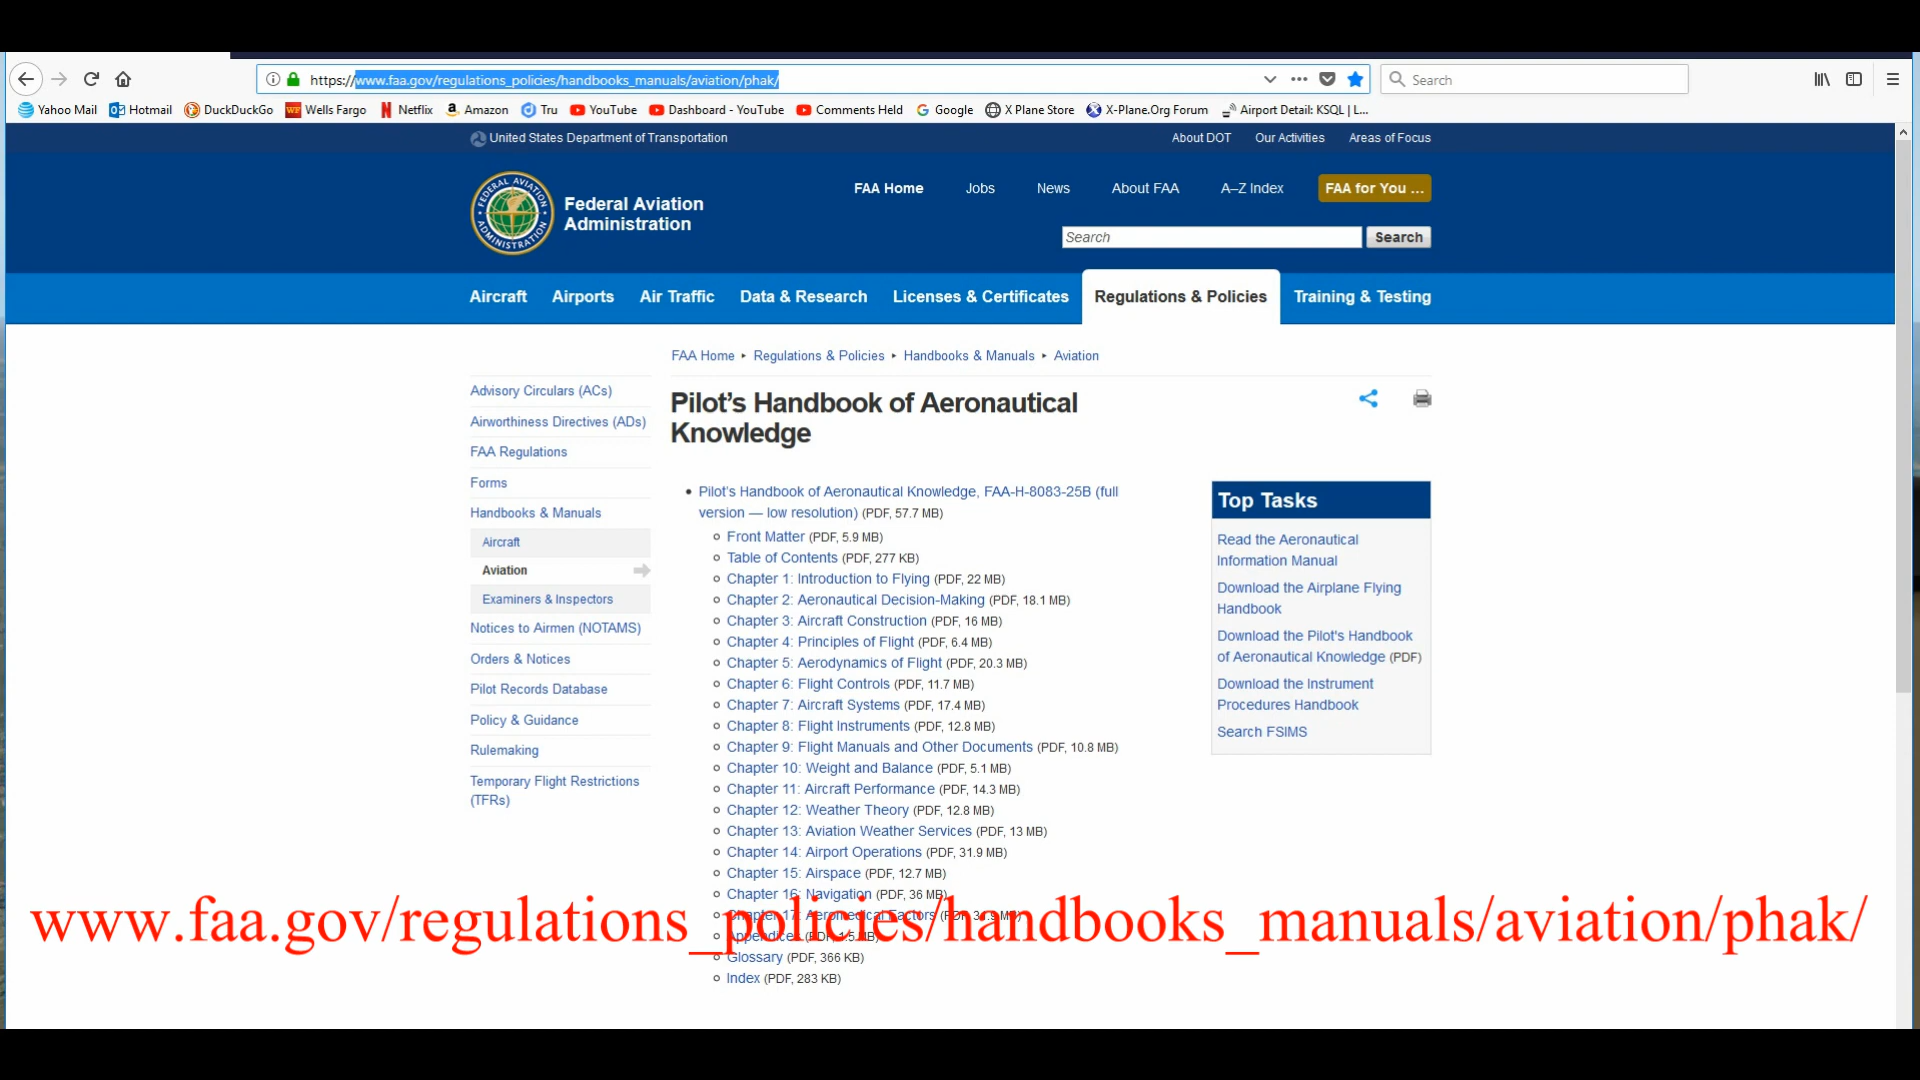 https://www.faa.gov/regulations_policies/handbooks_manuals/aviation/phak/
Search
Yahoo Mail Hotmail DuckDuckGo Wells Fargo Netflix Amazon Tru YouTube Dashboard - YouTube Comments Held Google X Plane Store X-Plane.Org Forum Airport Detail: KSQL | L...
United States Department of Transportation
About DOT Our Activities Areas of Focus
FEDERAL AVIATION ADMINISTRATION
Federal Aviation
Administration
FAA Home Jobs News About FAA A–Z Index FAA for You ...
Search Search
Aircraft Airports Air Traffic Data & Research Licenses & Certificates Regulations & Policies Training & Testing
FAA Home ▸ Regulations & Policies ▸ Handbooks & Manuals ▸ Aviation
Advisory Circulars (ACs)
Airworthiness Directives (ADs)
FAA Regulations
Forms
Handbooks & Manuals
Aircraft
Aviation
Examiners & Inspectors
Notices to Airmen (NOTAMS)
Orders & Notices
Pilot Records Database
Policy & Guidance
Rulemaking
Temporary Flight Restrictions
(TFRs)
Pilot's Handbook of Aeronautical
Knowledge
Pilot's Handbook of Aeronautical Knowledge, FAA-H-8083-25B (full
version — low resolution) (PDF, 57.7 MB)
Front Matter (PDF, 5.9 MB)
Table of Contents (PDF, 277 KB)
Chapter 1: Introduction to Flying (PDF, 22 MB)
Chapter 2: Aeronautical Decision-Making (PDF, 18.1 MB)
Chapter 3: Aircraft Construction (PDF, 16 MB)
Chapter 4: Principles of Flight (PDF, 6.4 MB)
Chapter 5: Aerodynamics of Flight (PDF, 20.3 MB)
Chapter 6: Flight Controls (PDF, 11.7 MB)
Chapter 7: Aircraft Systems (PDF, 17.4 MB)
Chapter 8: Flight Instruments (PDF, 12.8 MB)
Chapter 9: Flight Manuals and Other Documents (PDF, 10.8 MB)
Chapter 10: Weight and Balance (PDF, 5.1 MB)
Chapter 11: Aircraft Performance (PDF, 14.3 MB)
Chapter 12: Weather Theory (PDF, 12.8 MB)
Chapter 13: Aviation Weather Services (PDF, 13 MB)
Chapter 14: Airport Operations (PDF, 31.9 MB)
Chapter 15: Airspace (PDF, 12.7 MB)
Chapter 16: Navigation (PDF, 36 MB)
Chapter 17: Aeromedical Factors (PDF, MB)
Appendices (PDF, MB)
Glossary (PDF, 366 KB)
Index (PDF, 283 KB)
Top Tasks
Read the Aeronautical
Information Manual
Download the Airplane Flying
Handbook
Download the Pilot's Handbook
of Aeronautical Knowledge (PDF)
Download the Instrument
Procedures Handbook
Search FSIMS
www.faa.gov/regulations_policies/handbooks_manuals/aviation/phak/